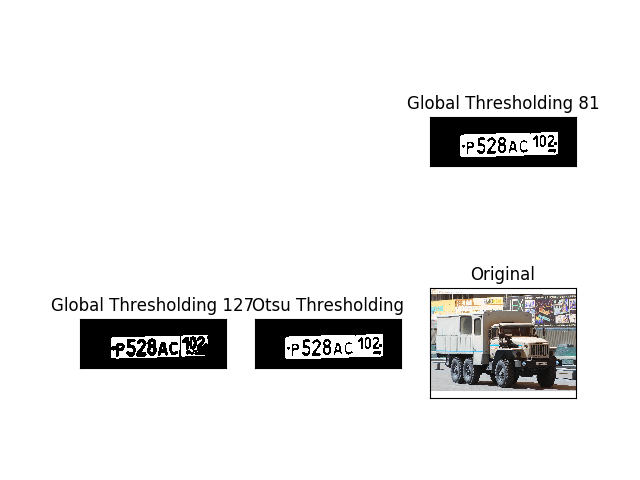 Global Thresholding 81
P528AC 102
Original
Global Thresholding 127
P528AC 102
Otsu Thresholding
P528AC 102